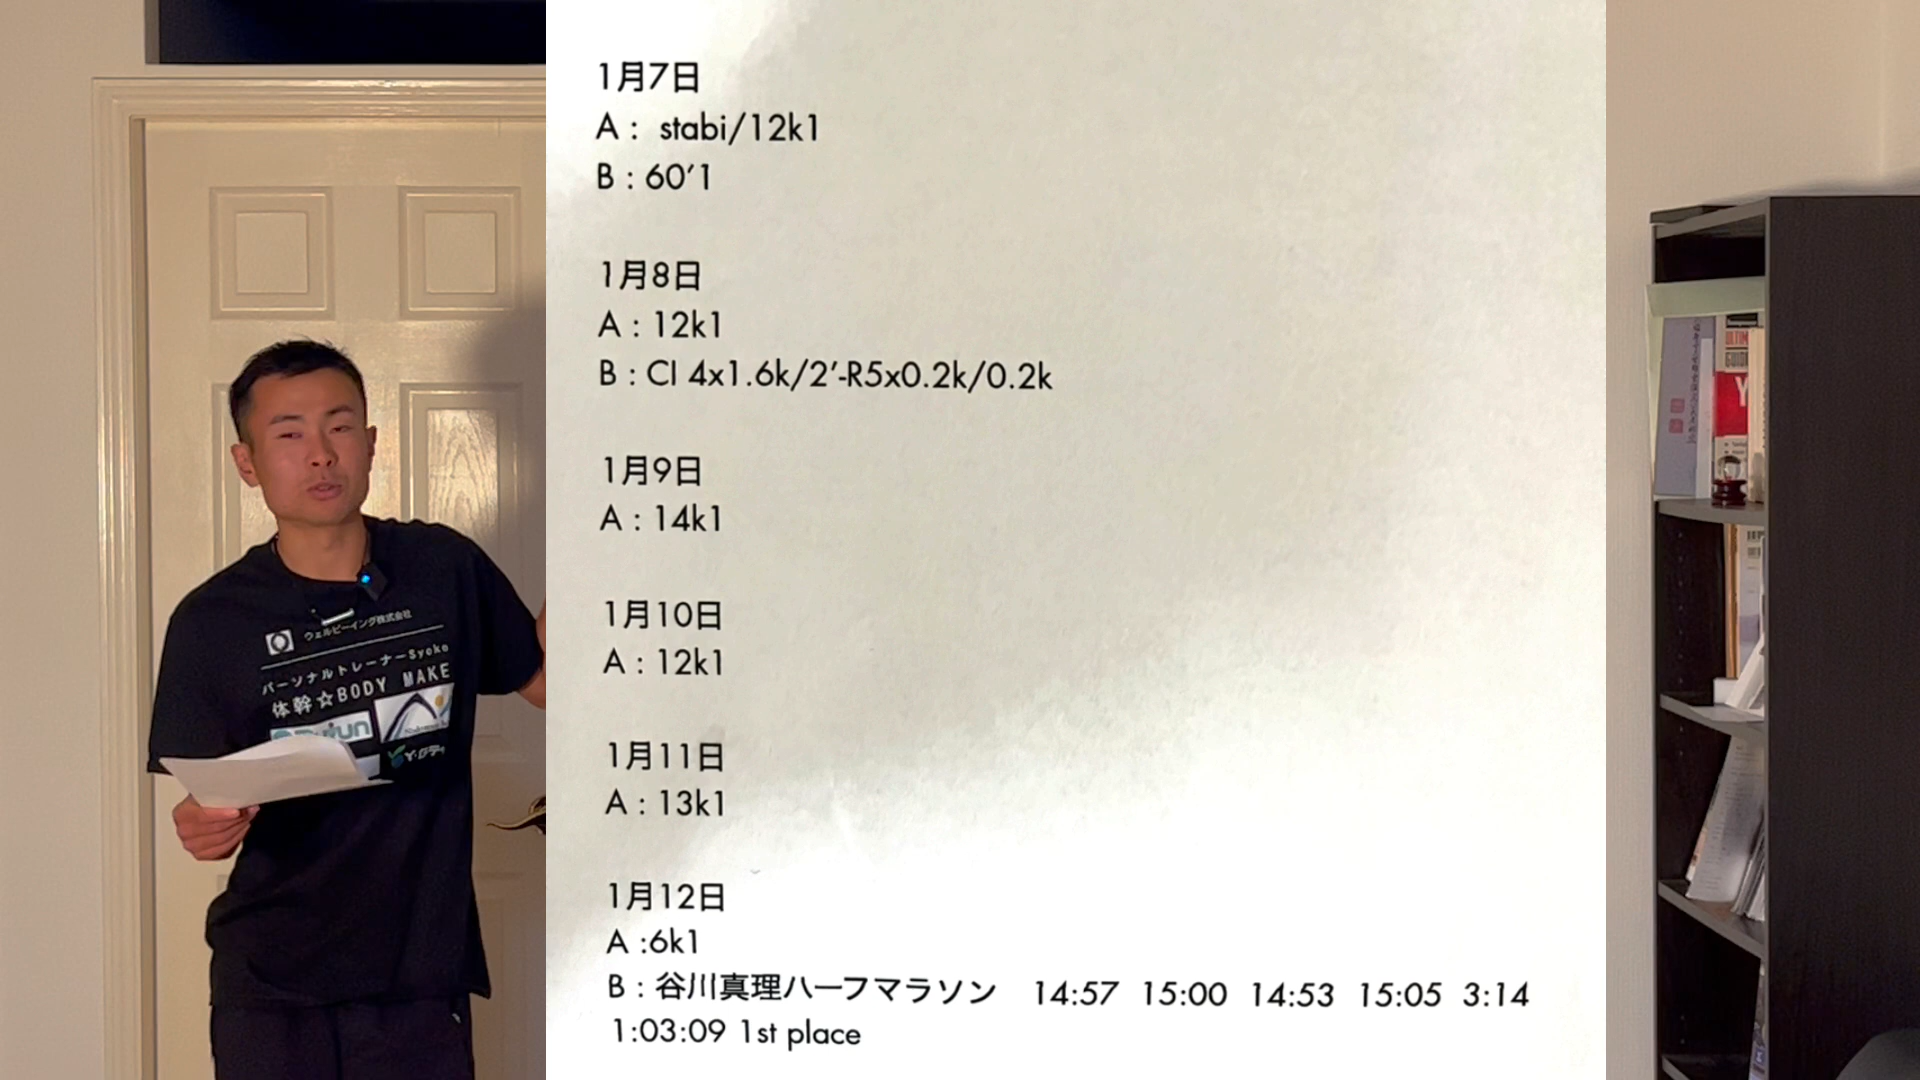 1月7日
A : stabi/12k1
B : 60’1
1月8日
A : 12k1
B : CI 4x1.6k/2’-R5x0.2k/0.2k
1月9日
A : 14k1
1月10日
A : 12k1
1月11日
A : 13k1
1月12日
A :6k1
B : 谷川真理ハーフマラソン 14:57 15:00 14:53 15:05 3:14
1:03:09 1st place
ウェルビーイング株式会社
パーソナルトレーナーSyoko
体幹☆BODY MAKE